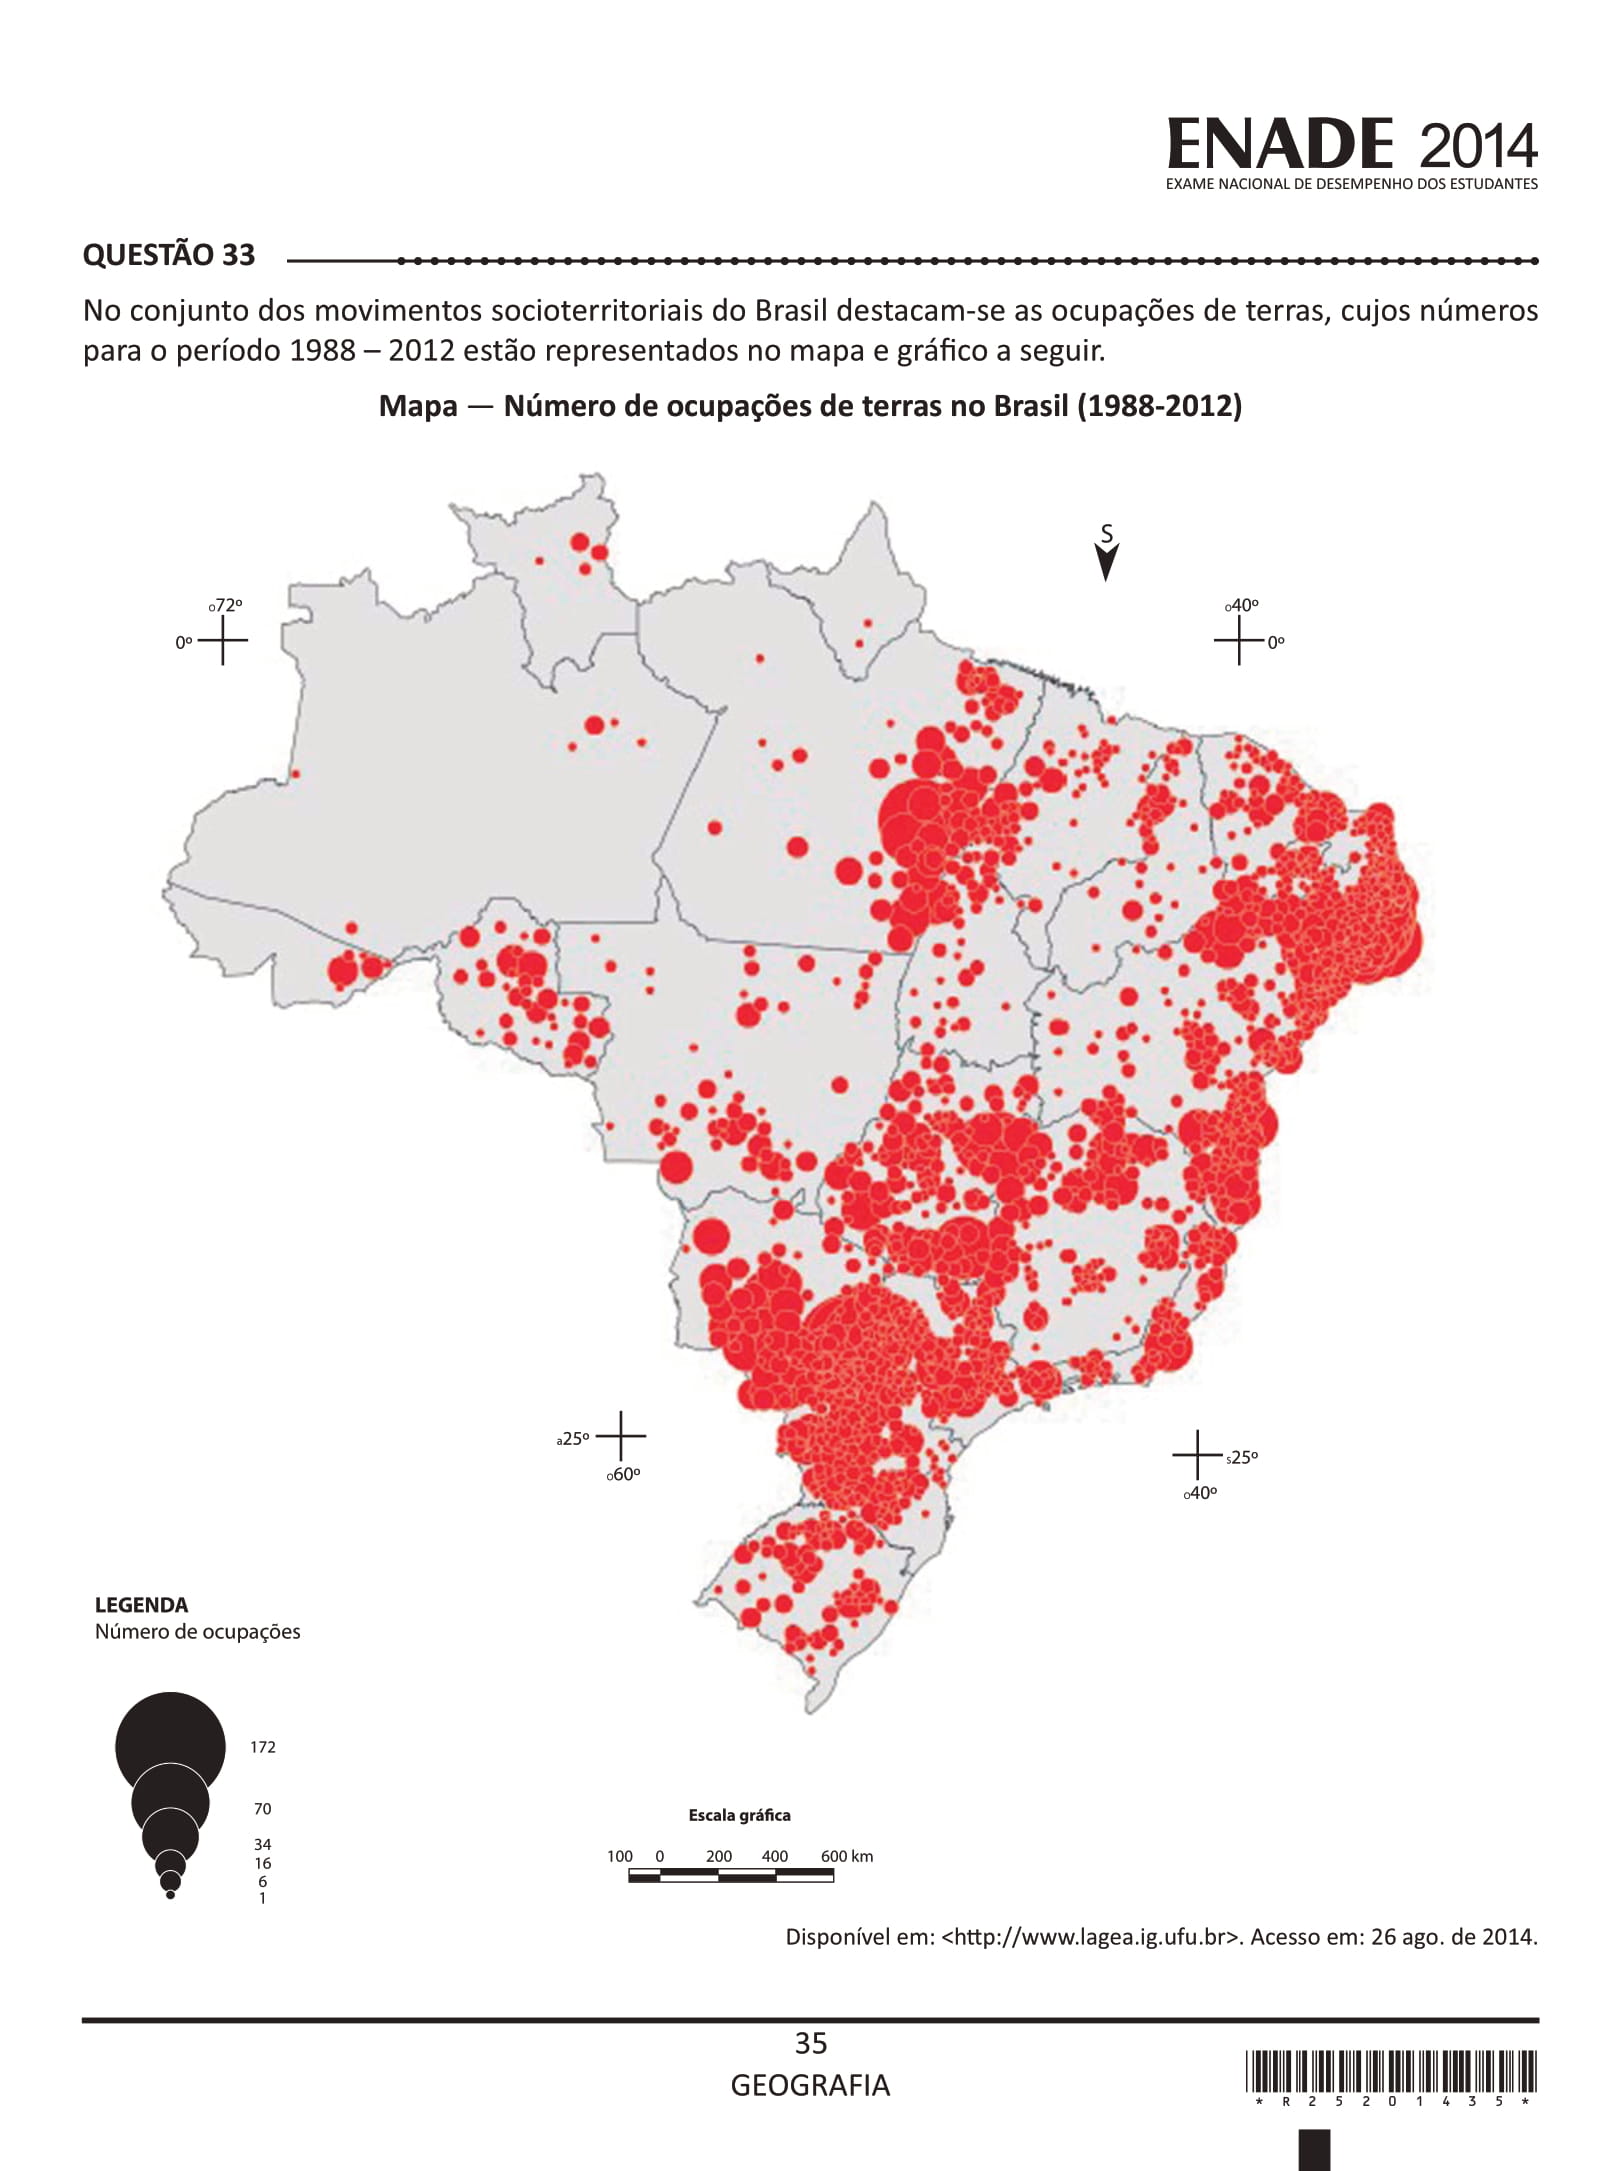 ENADE 2014
EXAME NACIONAL DE DESEMPENHO DOS ESTUDANTES
QUESTÃO 33
No conjunto dos movimentos socioterritoriais do Brasil destacam-se as ocupações de terras, cujos números
para o período 1988 – 2012 estão representados no mapa e gráfico a seguir.
Mapa — Número de ocupações de terras no Brasil (1988-2012)
S
o72º
0º
o40º
0º
a25º
o60º
s25º
o40º
LEGENDA
Número de ocupações
172
70
34
16
6
1
Escala gráfica
100 0 200 400 600 km
Disponível em: <http://www.lagea.ig.ufu.br>. Acesso em: 26 ago. de 2014.
35
GEOGRAFIA
* R 2 5 2 0 1 4 3 5 *